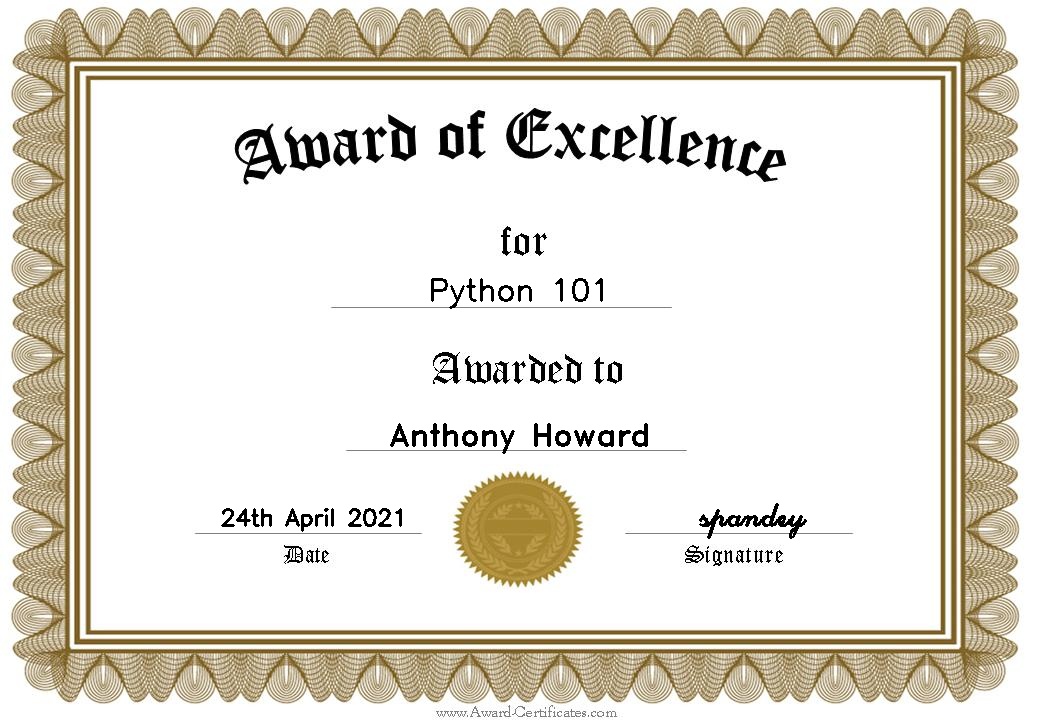 Award of Excellence
for
Python 101
Awarded to
Anthony Howard
24th April 2021
spandey
Date
Signature
www.Award-Certificates.com